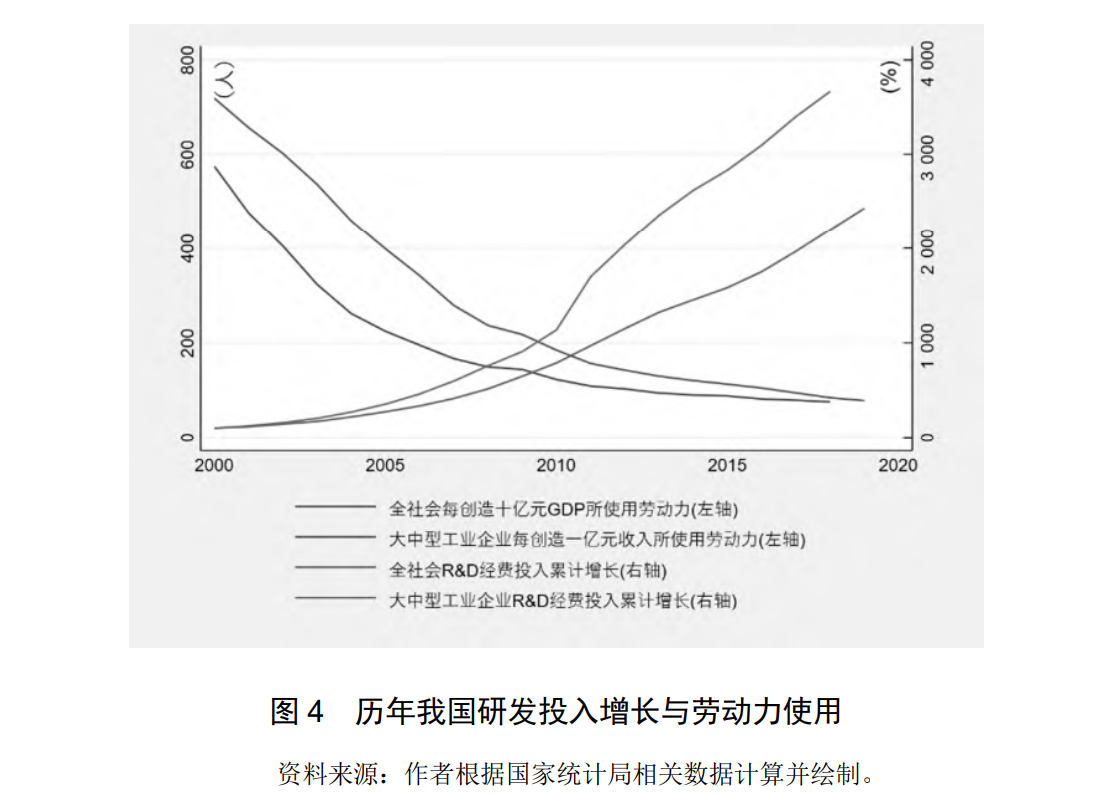 (人)
(%)
800
600
400
200
0
4 000
3 000
2 000
1 000
0
2000 2005 2010 2015 2020
全社会每创造十亿元GDP所使用劳动力(左轴)
大中型工业企业每创造一亿元收入所使用劳动力(左轴)
全社会R&D经费投入累计增长(右轴)
大中型工业企业R&D经费投入累计增长(右轴)
图 4 历年我国研发投入增长与劳动力使用
资料来源：作者根据国家统计局相关数据计算并绘制。